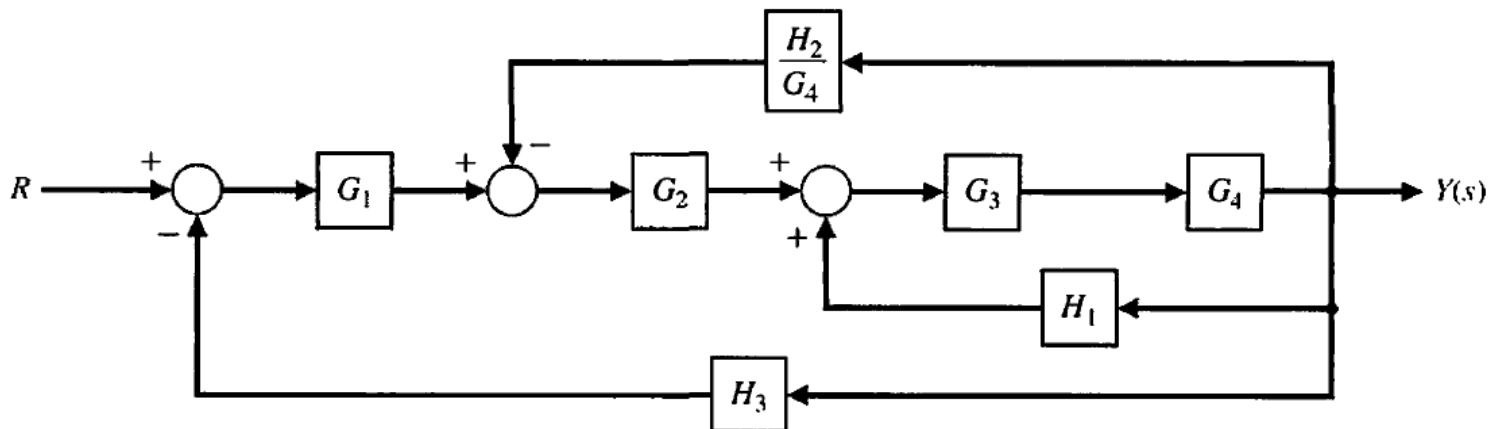 H₂
G₄
+
−
+
+
R
G₁
G₂
G₃
G₄
Y(s)
−
+
H₁
H₃